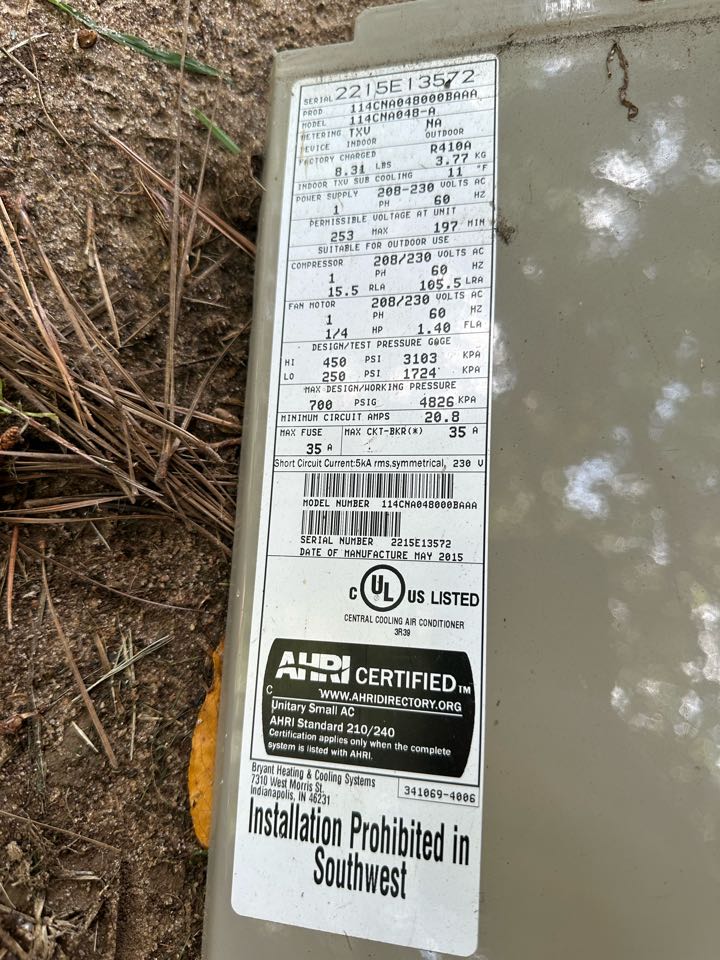 SERIAL 2215E13572
PROD 114CNA048000BAAA
MODEL 114CNA048-A
METERING TXV NA
DEVICE INDOOR OUTDOOR
FACTORY CHARGED R410A
8.31 LBS 3.77 KG
INDOOR TXV SUB COOLING 11 °F
POWER SUPPLY 208-230 VOLTS AC
1 PH 60 HZ
PERMISSIBLE VOLTAGE AT UNIT
253 MAX 197 MIN
SUITABLE FOR OUTDOOR USE
COMPRESSOR 208/230 VOLTS AC
1 PH 60 HZ
15.5 RLA 105.5 LRA
FAN MOTOR 208/230 VOLTS AC
1 PH 60 HZ
1/4 HP 1.40 FLA
DESIGN/TEST PRESSURE GAGE
HI 450 PSI 3103 KPA
LO 250 PSI 1724 KPA
MAX DESIGN/WORKING PRESSURE
700 PSIG 4826 KPA
MINIMUM CIRCUIT AMPS 20.8
MAX FUSE MAX CKT-BKR(*) 35 A
35 A
Short Circuit Current:5kA rms,symmetrical, 230 V
MODEL NUMBER 114CNA048000BAAA
SERIAL NUMBER 2215E13572
DATE OF MANUFACTURE MAY 2015
C UL US LISTED
CENTRAL COOLING AIR CONDITIONER
3R39
AHRI CERTIFIED™
C WWW.AHRIDIRECTORY.ORG
Unitary Small AC
AHRI Standard 210/240
Certification applies only when the complete
system is listed with AHRI.
Bryant Heating & Cooling Systems
7310 West Morris St.
Indianapolis, IN 46231
341069-4006
Installation Prohibited in
Southwest